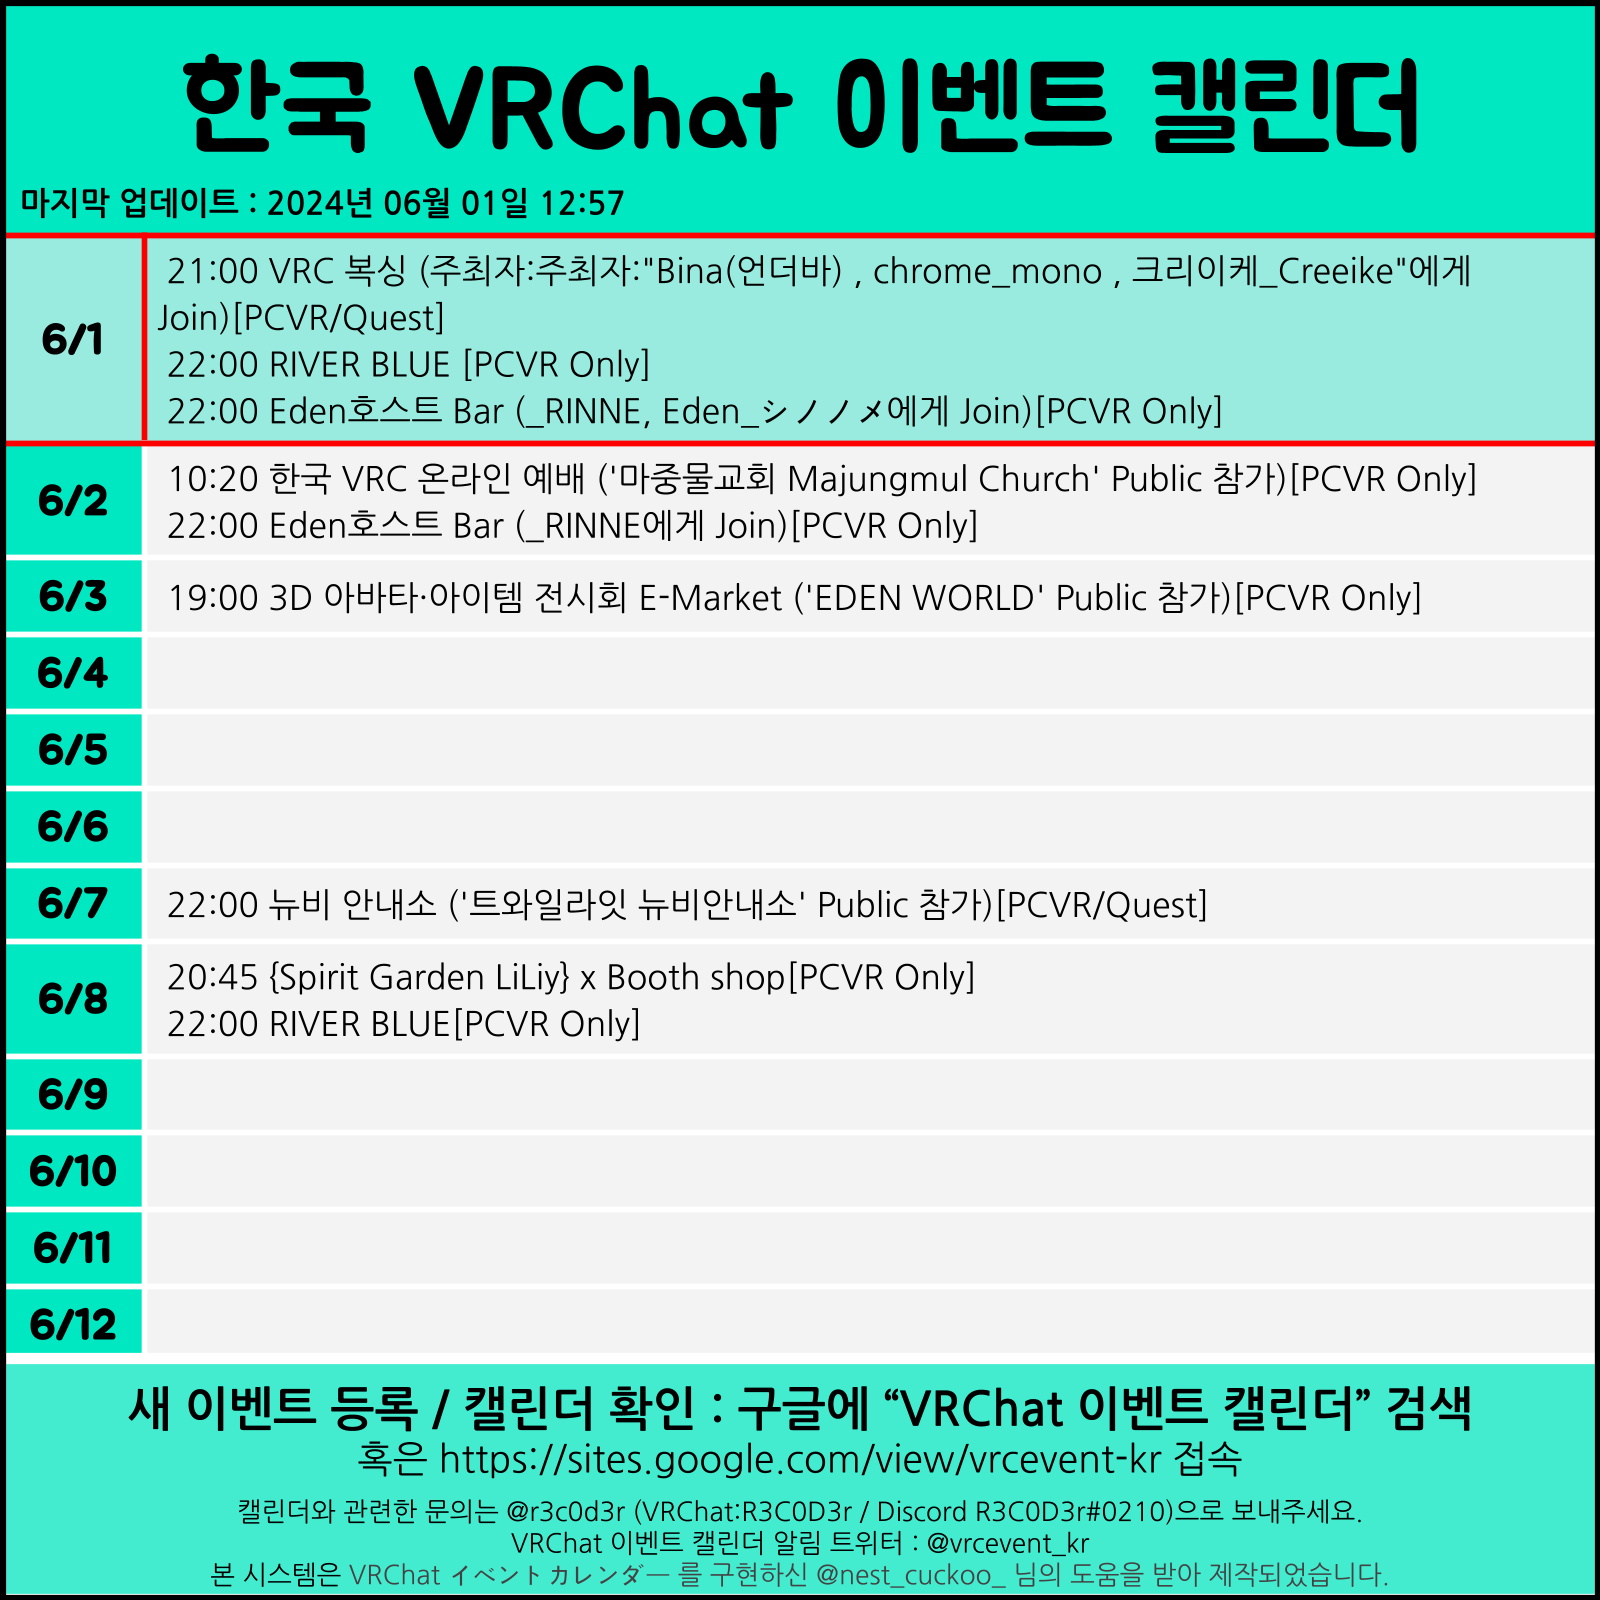 한국 VRChat 이벤트 캘린더
마지막 업데이트 : 2024년 06월 01일 12:57
6/1
21:00 VRC 복싱 (주최자:주최자:"Bina(언더바) , chrome_mono , 크리이케_Creeike"에게
Join)[PCVR/Quest]
22:00 RIVER BLUE [PCVR Only]
22:00 Eden호스트 Bar (_RINNE, Eden_シノノメ에게 Join)[PCVR Only]
6/2
10:20 한국 VRC 온라인 예배 ('마중물교회 Majungmul Church' Public 참가)[PCVR Only]
22:00 Eden호스트 Bar (_RINNE에게 Join)[PCVR Only]
6/3
19:00 3D 아바타·아이템 전시회 E-Market ('EDEN WORLD' Public 참가)[PCVR Only]
6/4
6/5
6/6
6/7
22:00 뉴비 안내소 ('트와일라잇 뉴비안내소' Public 참가)[PCVR/Quest]
6/8
20:45 {Spirit Garden LiLiy} x Booth shop[PCVR Only]
22:00 RIVER BLUE[PCVR Only]
6/9
6/10
6/11
6/12
새 이벤트 등록 / 캘린더 확인 : 구글에 “VRChat 이벤트 캘린더” 검색
혹은 https://sites.google.com/view/vrcevent-kr 접속
캘린더와 관련한 문의는 @r3c0d3r (VRChat:R3C0D3r / Discord R3C0D3r#0210)으로 보내주세요.
VRChat 이벤트 캘린더 알림 트위터 : @vrcevent_kr
본 시스템은 VRChat イベントカレンダー 를 구현하신 @nest_cuckoo_ 님의 도움을 받아 제작되었습니다.